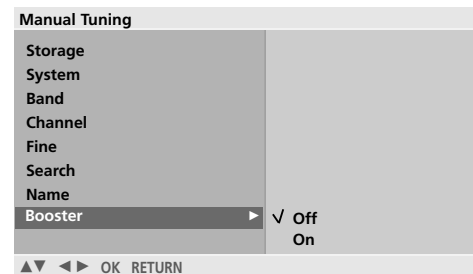 Manual Tuning
Storage
System
Band
Channel
Fine
Search
Name
Booster ▶ √ Off
On
▲▼ ◄► OK RETURN